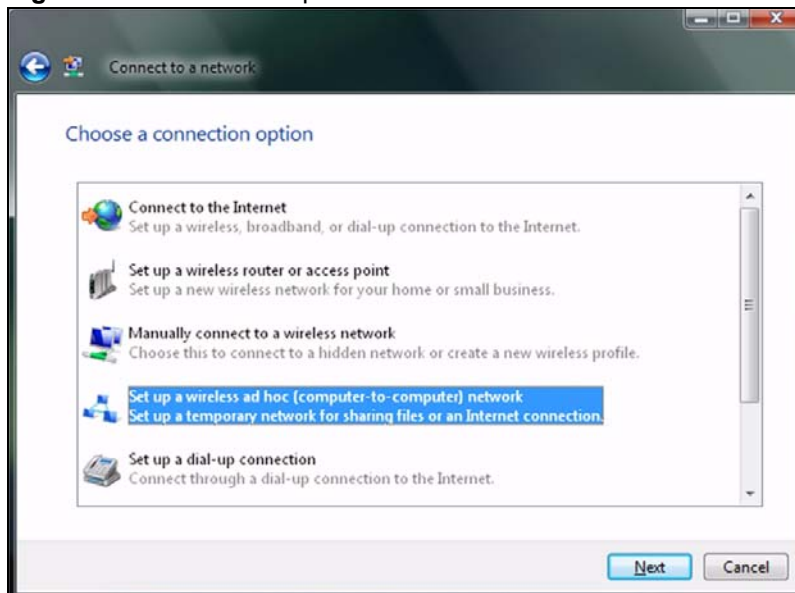 Connect to a network
Choose a connection option
Connect to the Internet
Set up a wireless, broadband, or dial-up connection to the Internet.
Set up a wireless router or access point
Set up a new wireless network for your home or small business.
Manually connect to a wireless network
Choose this to connect to a hidden network or create a new wireless profile.
Set up a wireless ad hoc (computer-to-computer) network
Set up a temporary network for sharing files or an Internet connection.
Set up a dial-up connection
Connect through a dial-up connection to the Internet.
Next
Cancel